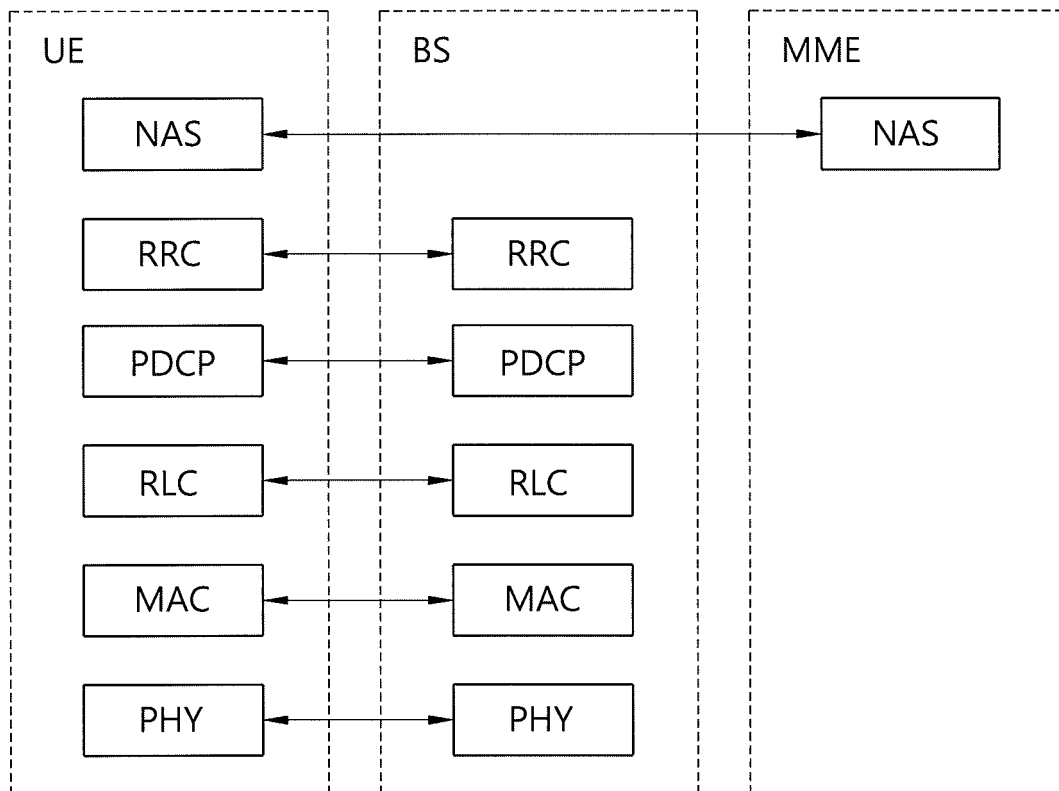 UE BS MME
NAS NAS
RRC RRC
PDCP PDCP
RLC RLC
MAC MAC
PHY PHY